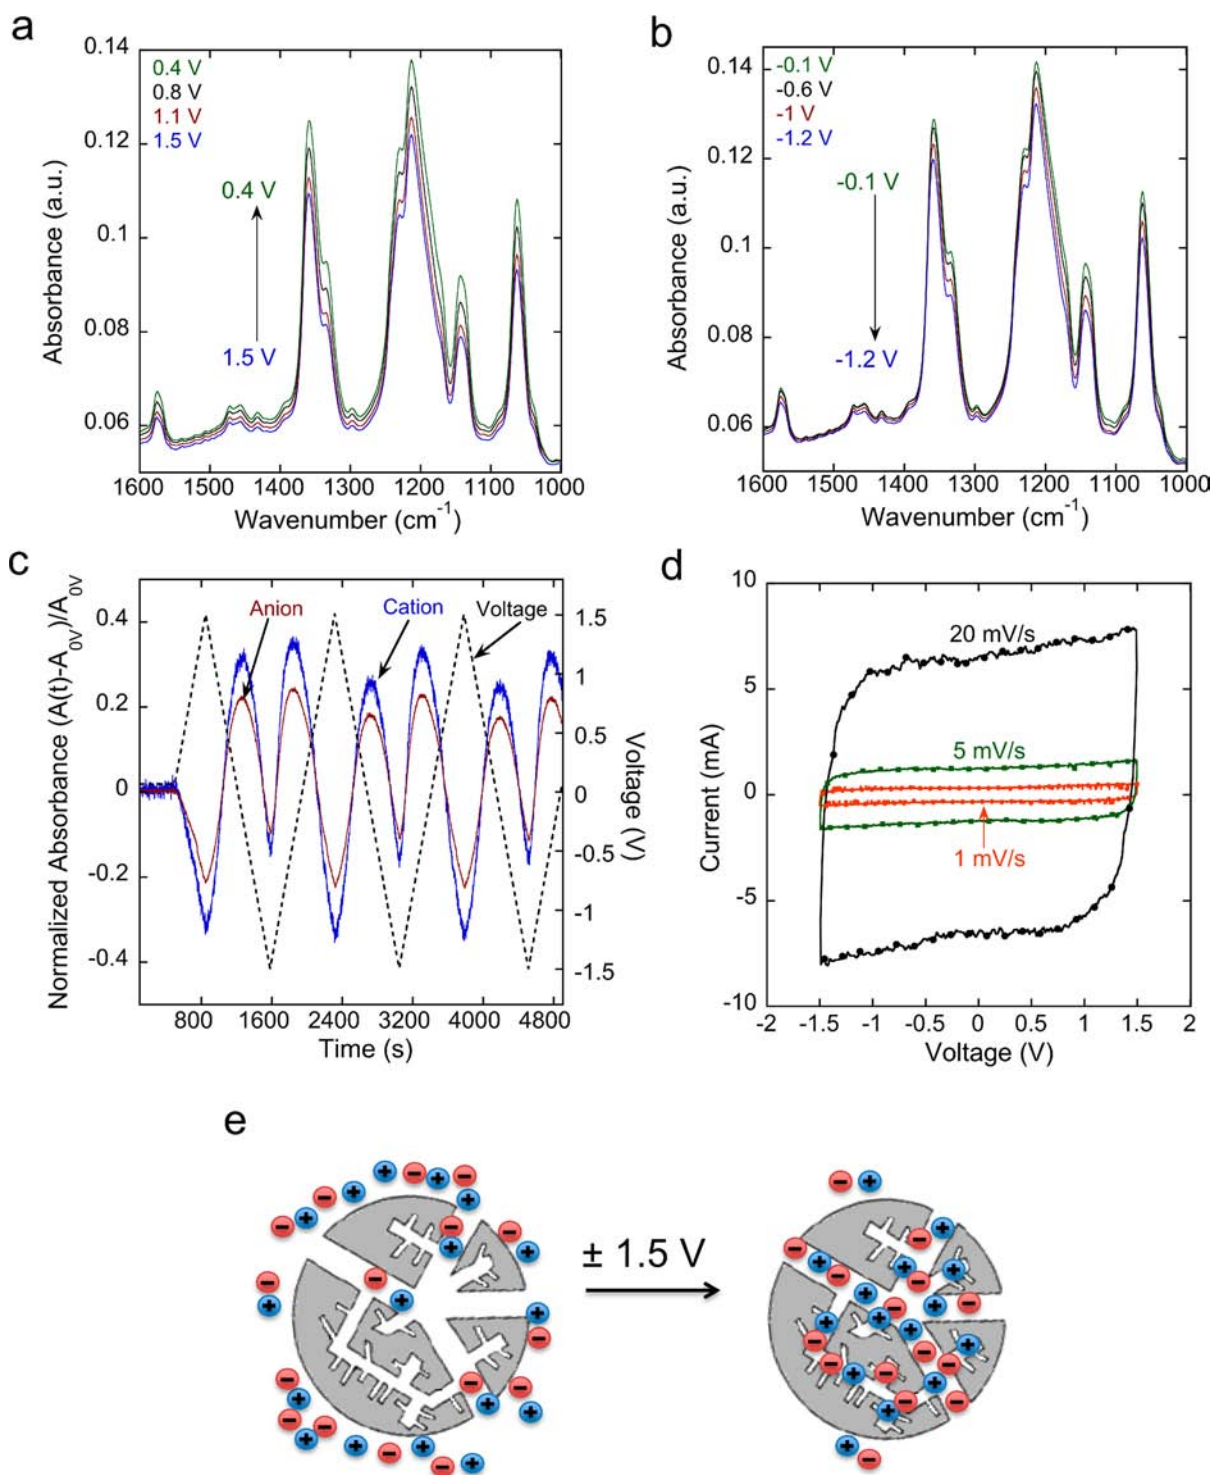 a
0.14
0.4 V
0.8 V
1.1 V
1.5 V
0.12
0.4 V
0.1
0.08
1.5 V
0.06
Absorbance (a.u.)
1600 1500 1400 1300 1200 1100 1000
Wavenumber (cm⁻¹)
b
0.14
-0.1 V
-0.6 V
-1 V
-1.2 V
0.12
-0.1 V
0.1
0.08
-1.2 V
0.06
Absorbance (a.u.)
1600 1500 1400 1300 1200 1100 1000
Wavenumber (cm⁻¹)
c
0.4
0.2
0
-0.2
-0.4
Normalized Absorbance (A(t)-A₀ᵥ)/A₀ᵥ
Anion
Cation
Voltage
1.5
1
0.5
0
-0.5
-1
-1.5
Voltage (V)
800 1600 2400 3200 4000 4800
Time (s)
d
10
5
0
-5
-10
Current (mA)
20 mV/s
5 mV/s
1 mV/s
-2 -1.5 -1 -0.5 0 0.5 1 1.5 2
Voltage (V)
e
± 1.5 V